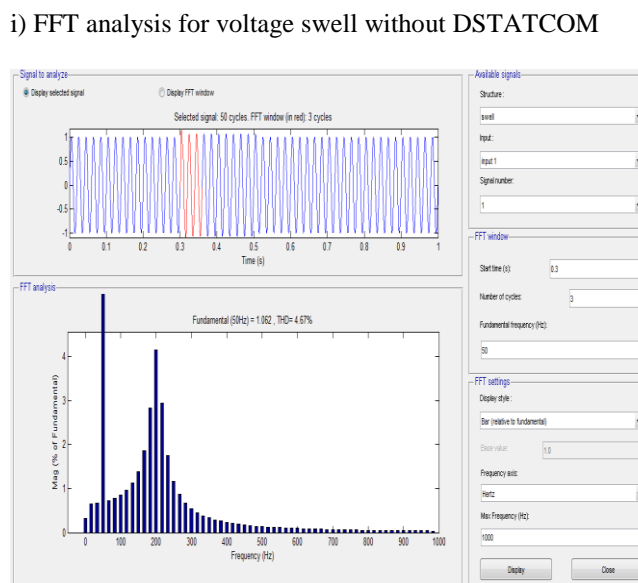 i) FFT analysis for voltage swell without DSTATCOM
Signal to analyze
Display selected signal
Display FFT window
Selected signal: 50 cycles. FFT window (in red): 3 cycles
1
0.5
0
-0.5
-1
0 0.1 0.2 0.3 0.4 0.5 0.6 0.7 0.8 0.9 1
Time (s)
FFT analysis
Fundamental (50Hz) = 1.062 , THD= 4.67%
Mag (% of Fundamental)
4
3
2
1
0
0 100 200 300 400 500 600 700 800 900 1000
Frequency (Hz)
Available signals
Structure :
swell
Input :
input 1
Signal number:
1
FFT window
Start time (s): 0.3
Number of cycles: 3
Fundamental frequency (Hz):
50
FFT settings
Display style :
Bar (relative to fundamental)
Base value: 1.0
Frequency axis:
Hertz
Max Frequency (Hz):
1000
Display
Close